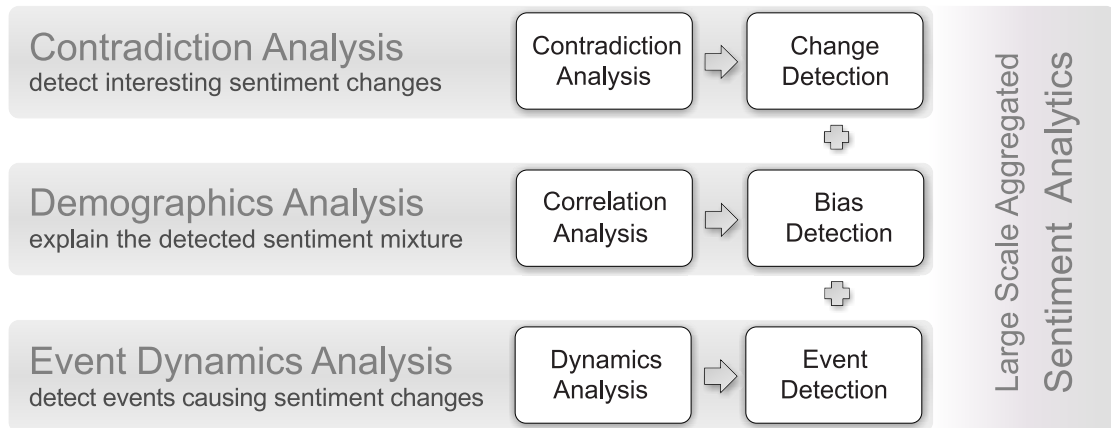 Contradiction Analysis
detect interesting sentiment changes
Contradiction
Analysis
Change
Detection
Demographics Analysis
explain the detected sentiment mixture
Correlation
Analysis
Bias
Detection
Event Dynamics Analysis
detect events causing sentiment changes
Dynamics
Analysis
Event
Detection
Large Scale Aggregated
Sentiment Analytics